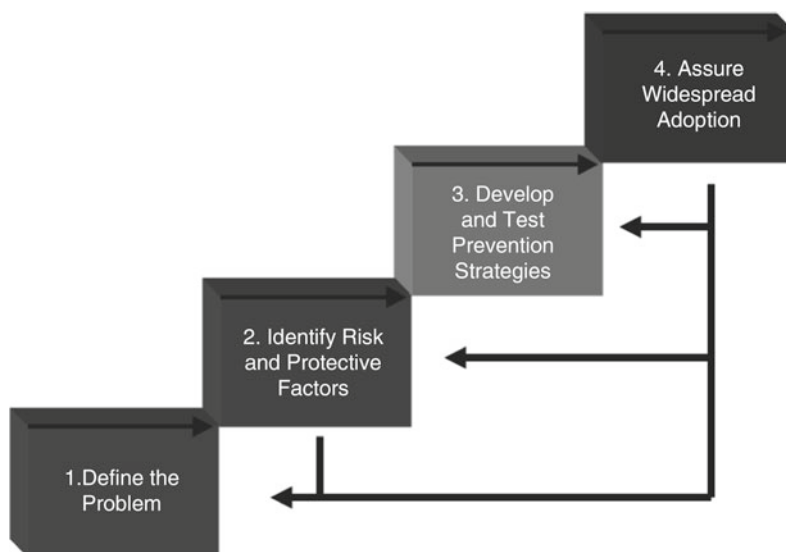 1.Define the
Problem
2. Identify Risk
and Protective
Factors
3. Develop
and Test
Prevention
Strategies
4. Assure
Widespread
Adoption